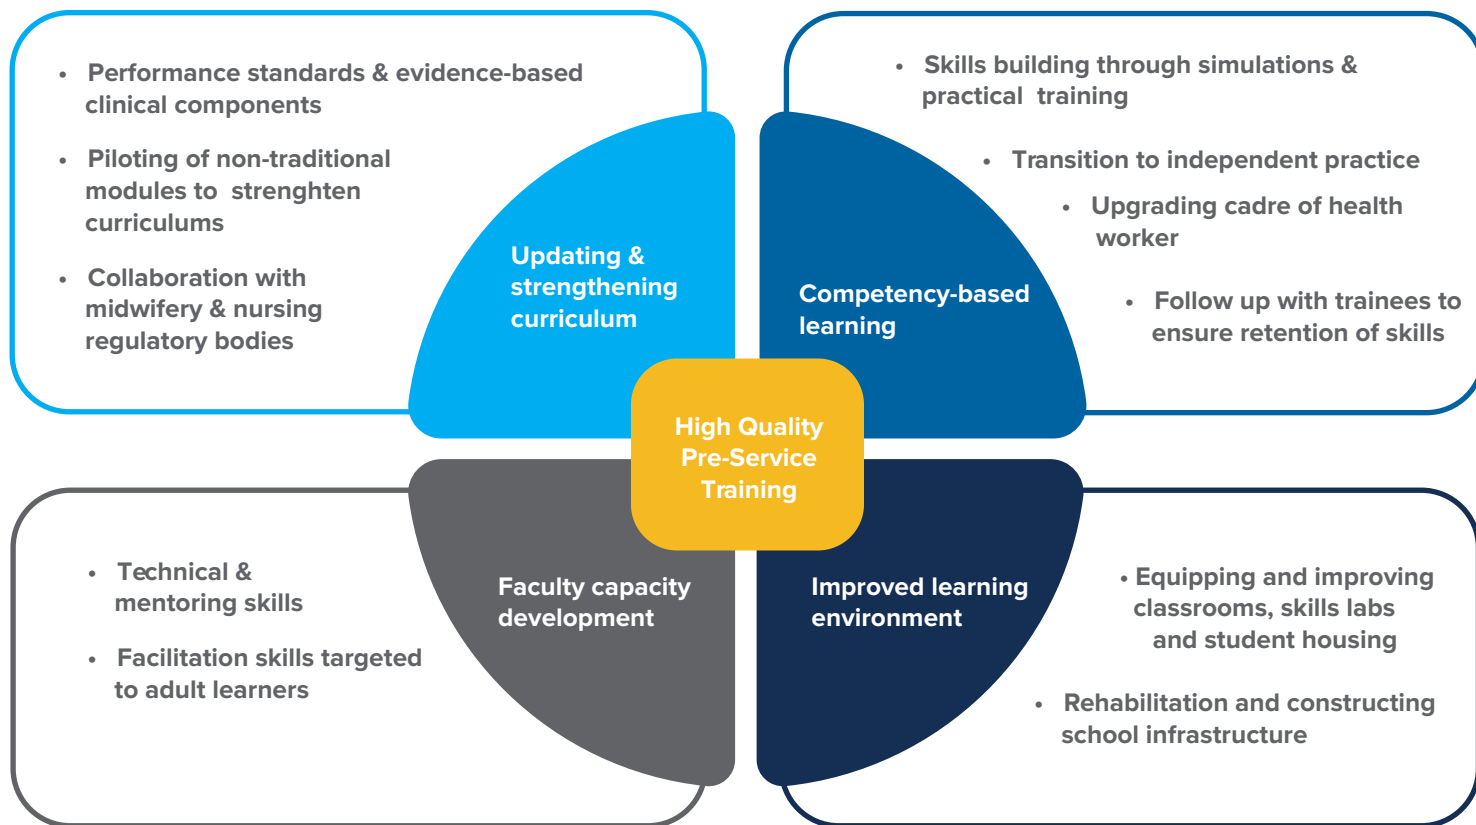 • Performance standards & evidence-based
clinical components
• Piloting of non-traditional
modules to strenghten
curriculums
• Collaboration with
midwifery & nursing
regulatory bodies
Updating &
strengthening
curriculum
• Skills building through simulations &
practical training
• Transition to independent practice
• Upgrading cadre of health
worker
• Follow up with trainees to
ensure retention of skills
Competency-based
learning
High Quality
Pre-Service
Training
• Technical &
mentoring skills
• Facilitation skills targeted
to adult learners
Faculty capacity
development
Improved learning
environment
• Equipping and improving
classrooms, skills labs
and student housing
• Rehabilitation and constructing
school infrastructure